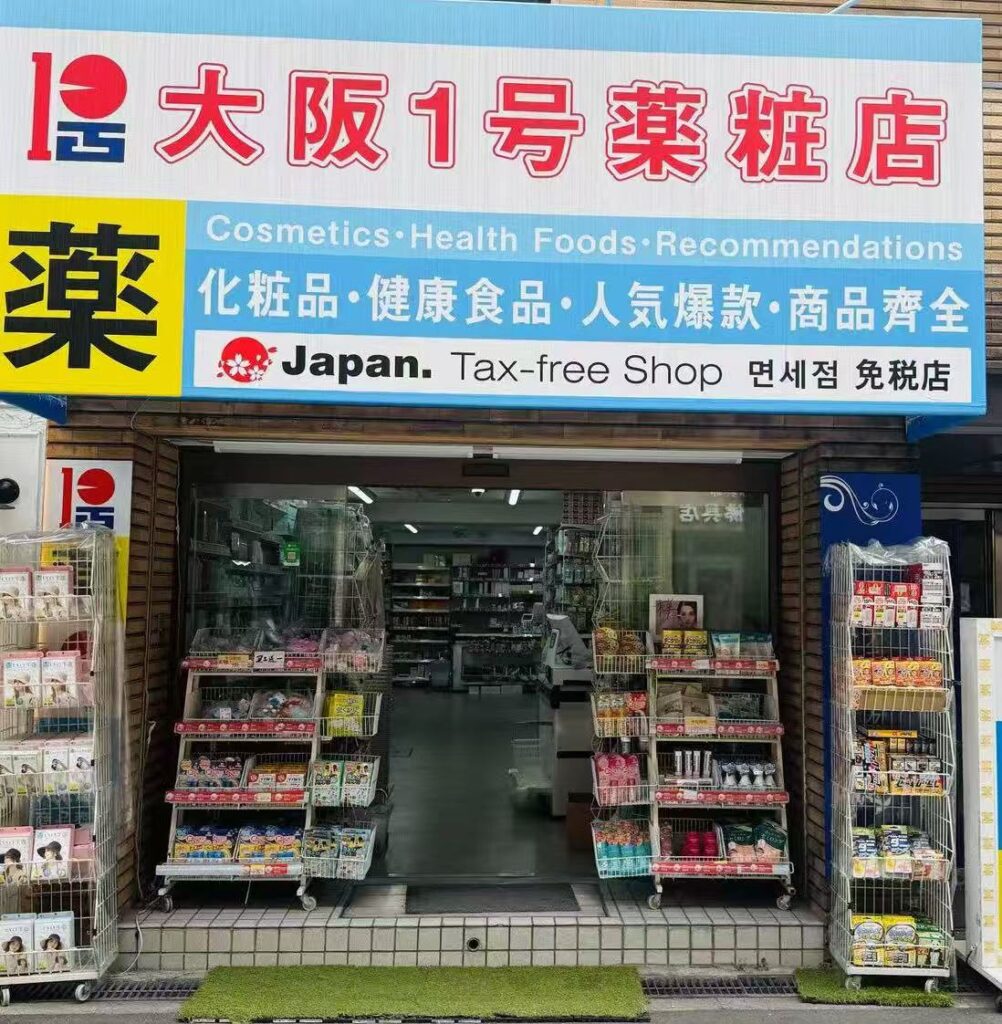 大阪1号薬粧店
薬
Cosmetics・Health Foods・Recommendations
化粧品・健康食品・人気爆款・商品齊全
Japan. Tax-free Shop 면세점 免税店